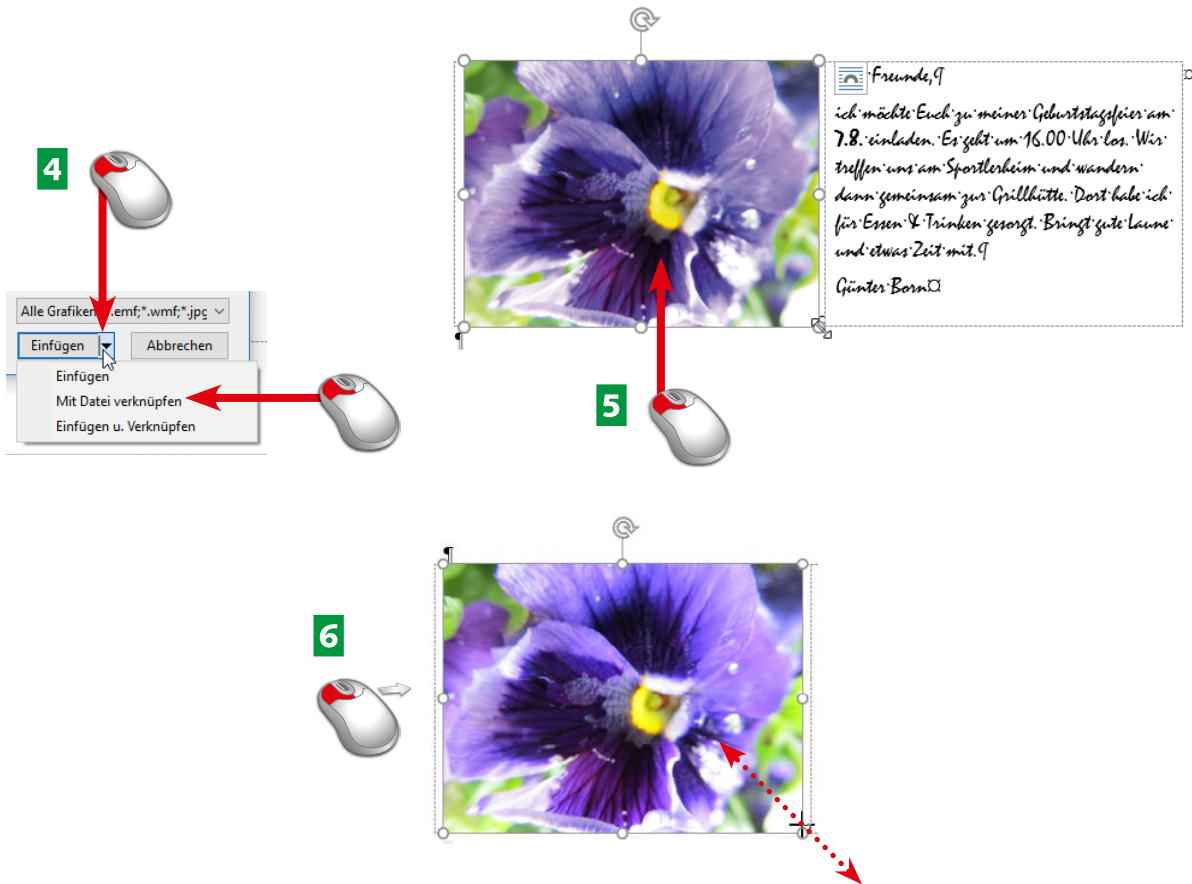 4
Alle Grafiken
.emf;*.wmf;*.jpg
Einfügen
Abbrechen
Einfügen
Mit Datei verknüpfen
Einfügen u. Verknüpfen
Freunde,¶
ich möchte Euch zu meiner Geburtstagsfeier am
7.8. einladen. Es geht um 16.00 Uhr los. Wir
treffen uns am Sportlerheim und wandern
dann gemeinsam zur Grillhütte. Dort habe ich
für Essen & Trinken gesorgt. Bringt gute Laune
und etwas Zeit mit.¶
Günter Born¤
¶
5
¶
6